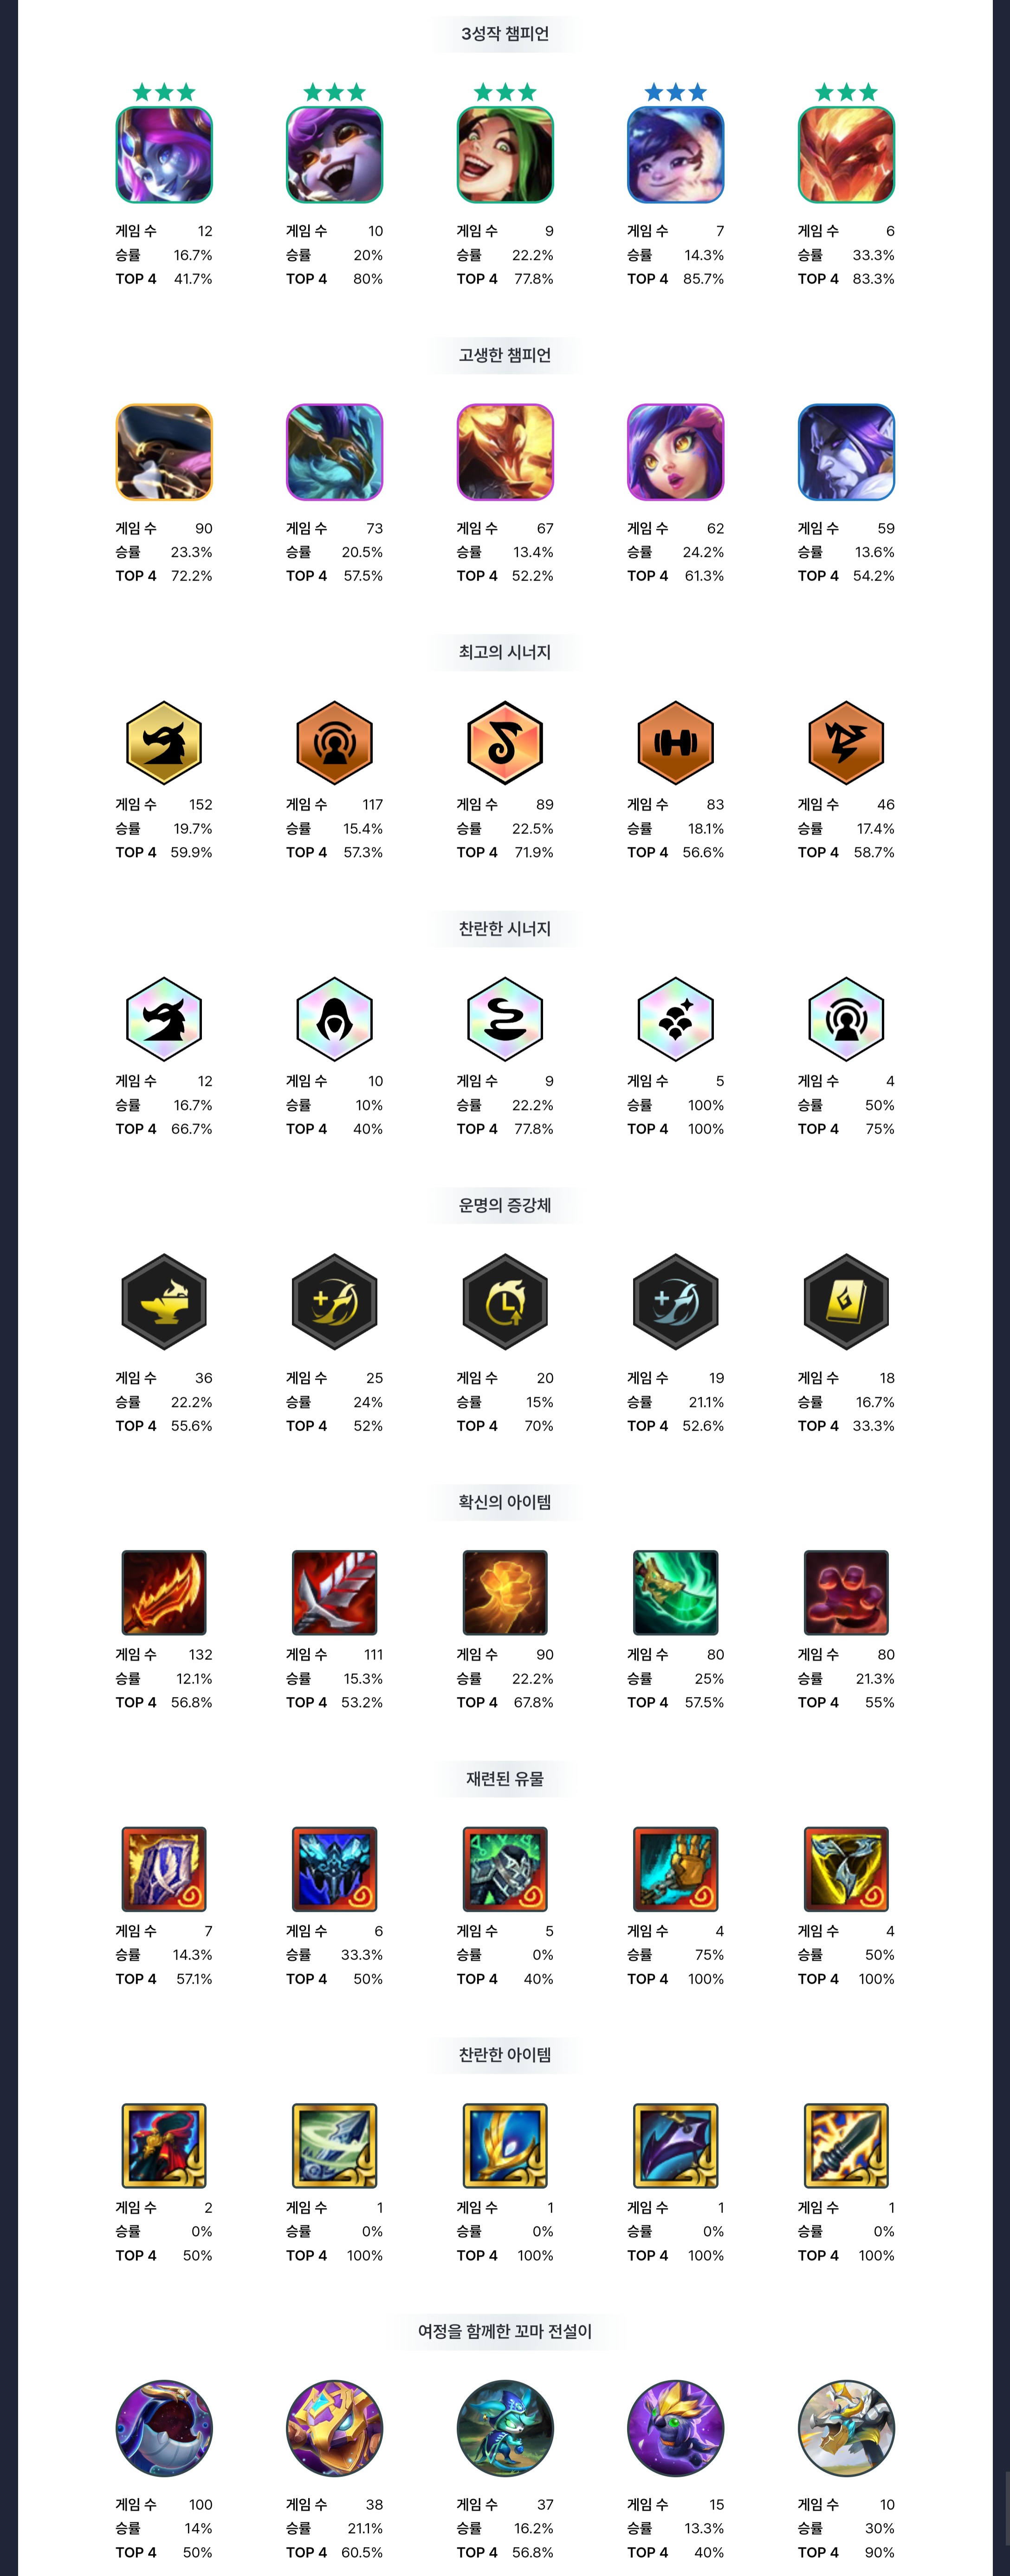 3성작 챔피언
게임 수 12 게임 수 10 게임 수 9 게임 수 7 게임 수 6
승률 16.7% 승률 20% 승률 22.2% 승률 14.3% 승률 33.3%
TOP 4 41.7% TOP 4 80% TOP 4 77.8% TOP 4 85.7% TOP 4 83.3%
고생한 챔피언
게임 수 90 게임 수 73 게임 수 67 게임 수 62 게임 수 59
승률 23.3% 승률 20.5% 승률 13.4% 승률 24.2% 승률 13.6%
TOP 4 72.2% TOP 4 57.5% TOP 4 52.2% TOP 4 61.3% TOP 4 54.2%
최고의 시너지
게임 수 152 게임 수 117 게임 수 89 게임 수 83 게임 수 46
승률 19.7% 승률 15.4% 승률 22.5% 승률 18.1% 승률 17.4%
TOP 4 59.9% TOP 4 57.3% TOP 4 71.9% TOP 4 56.6% TOP 4 58.7%
찬란한 시너지
게임 수 12 게임 수 10 게임 수 9 게임 수 5 게임 수 4
승률 16.7% 승률 10% 승률 22.2% 승률 100% 승률 50%
TOP 4 66.7% TOP 4 40% TOP 4 77.8% TOP 4 100% TOP 4 75%
운명의 증강체
게임 수 36 게임 수 25 게임 수 20 게임 수 19 게임 수 18
승률 22.2% 승률 24% 승률 15% 승률 21.1% 승률 16.7%
TOP 4 55.6% TOP 4 52% TOP 4 70% TOP 4 52.6% TOP 4 33.3%
확신의 아이템
게임 수 132 게임 수 111 게임 수 90 게임 수 80 게임 수 80
승률 12.1% 승률 15.3% 승률 22.2% 승률 25% 승률 21.3%
TOP 4 56.8% TOP 4 53.2% TOP 4 67.8% TOP 4 57.5% TOP 4 55%
재련된 유물
게임 수 7 게임 수 6 게임 수 5 게임 수 4 게임 수 4
승률 14.3% 승률 33.3% 승률 0% 승률 75% 승률 50%
TOP 4 57.1% TOP 4 50% TOP 4 40% TOP 4 100% TOP 4 100%
찬란한 아이템
게임 수 2 게임 수 1 게임 수 1 게임 수 1 게임 수 1
승률 0% 승률 0% 승률 0% 승률 0% 승률 0%
TOP 4 50% TOP 4 100% TOP 4 100% TOP 4 100% TOP 4 100%
여정을 함께한 꼬마 전설이
게임 수 100 게임 수 38 게임 수 37 게임 수 15 게임 수 10
승률 14% 승률 21.1% 승률 16.2% 승률 13.3% 승률 30%
TOP 4 50% TOP 4 60.5% TOP 4 56.8% TOP 4 40% TOP 4 90%